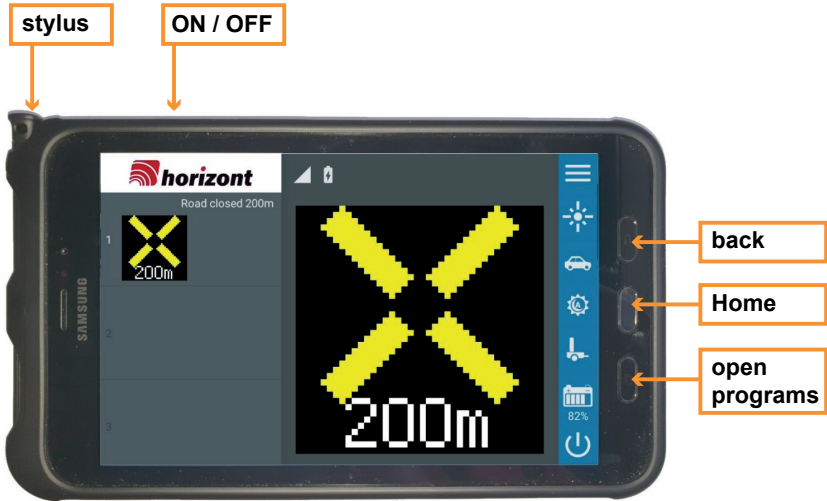 stylus
ON / OFF
horizont
Road closed 200m
1
200m
2
3
SAMSUNG
200m
A
82%
back
Home
open
programs